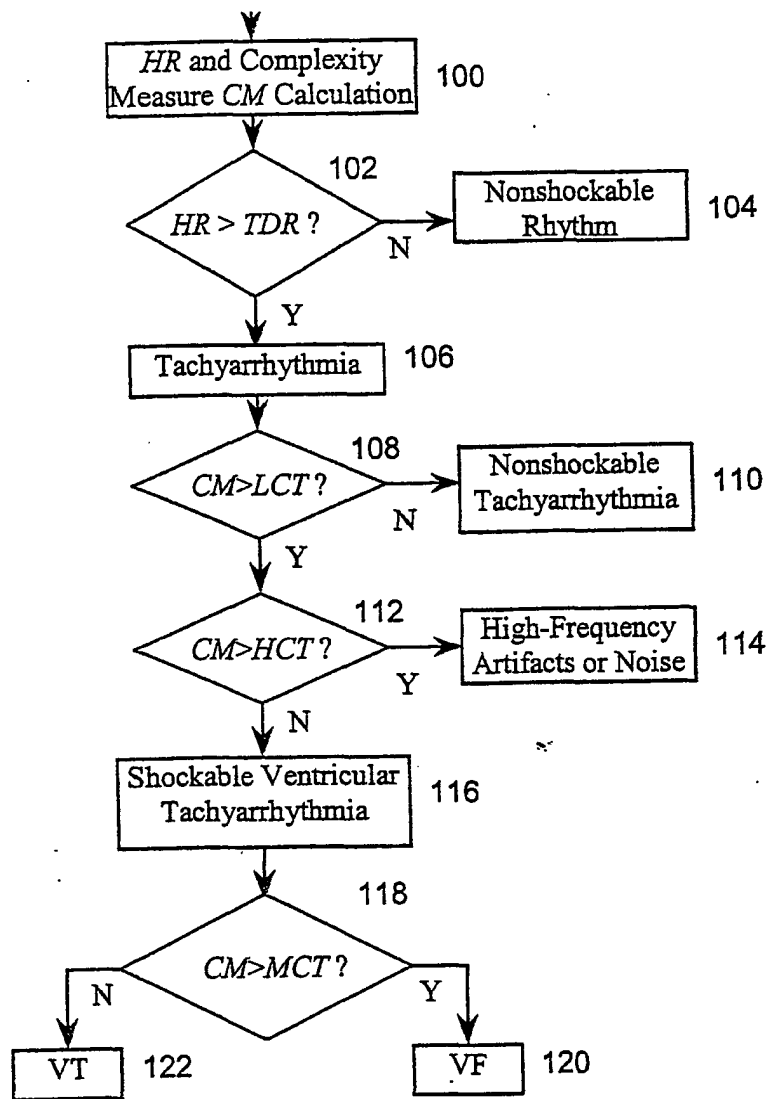 HR and Complexity
Measure CM Calculation
100
102
HR > TDR ?
N
Nonshockable
Rhythm
104
Y
Tachyarrhythmia
106
108
CM>LCT ?
N
Nonshockable
Tachyarrhythmia
110
Y
112
CM>HCT ?
Y
High-Frequency
Artifacts or Noise
114
N
Shockable Ventricular
Tachyarrhythmia
116
118
CM>MCT ?
N
Y
VT
122
VF
120